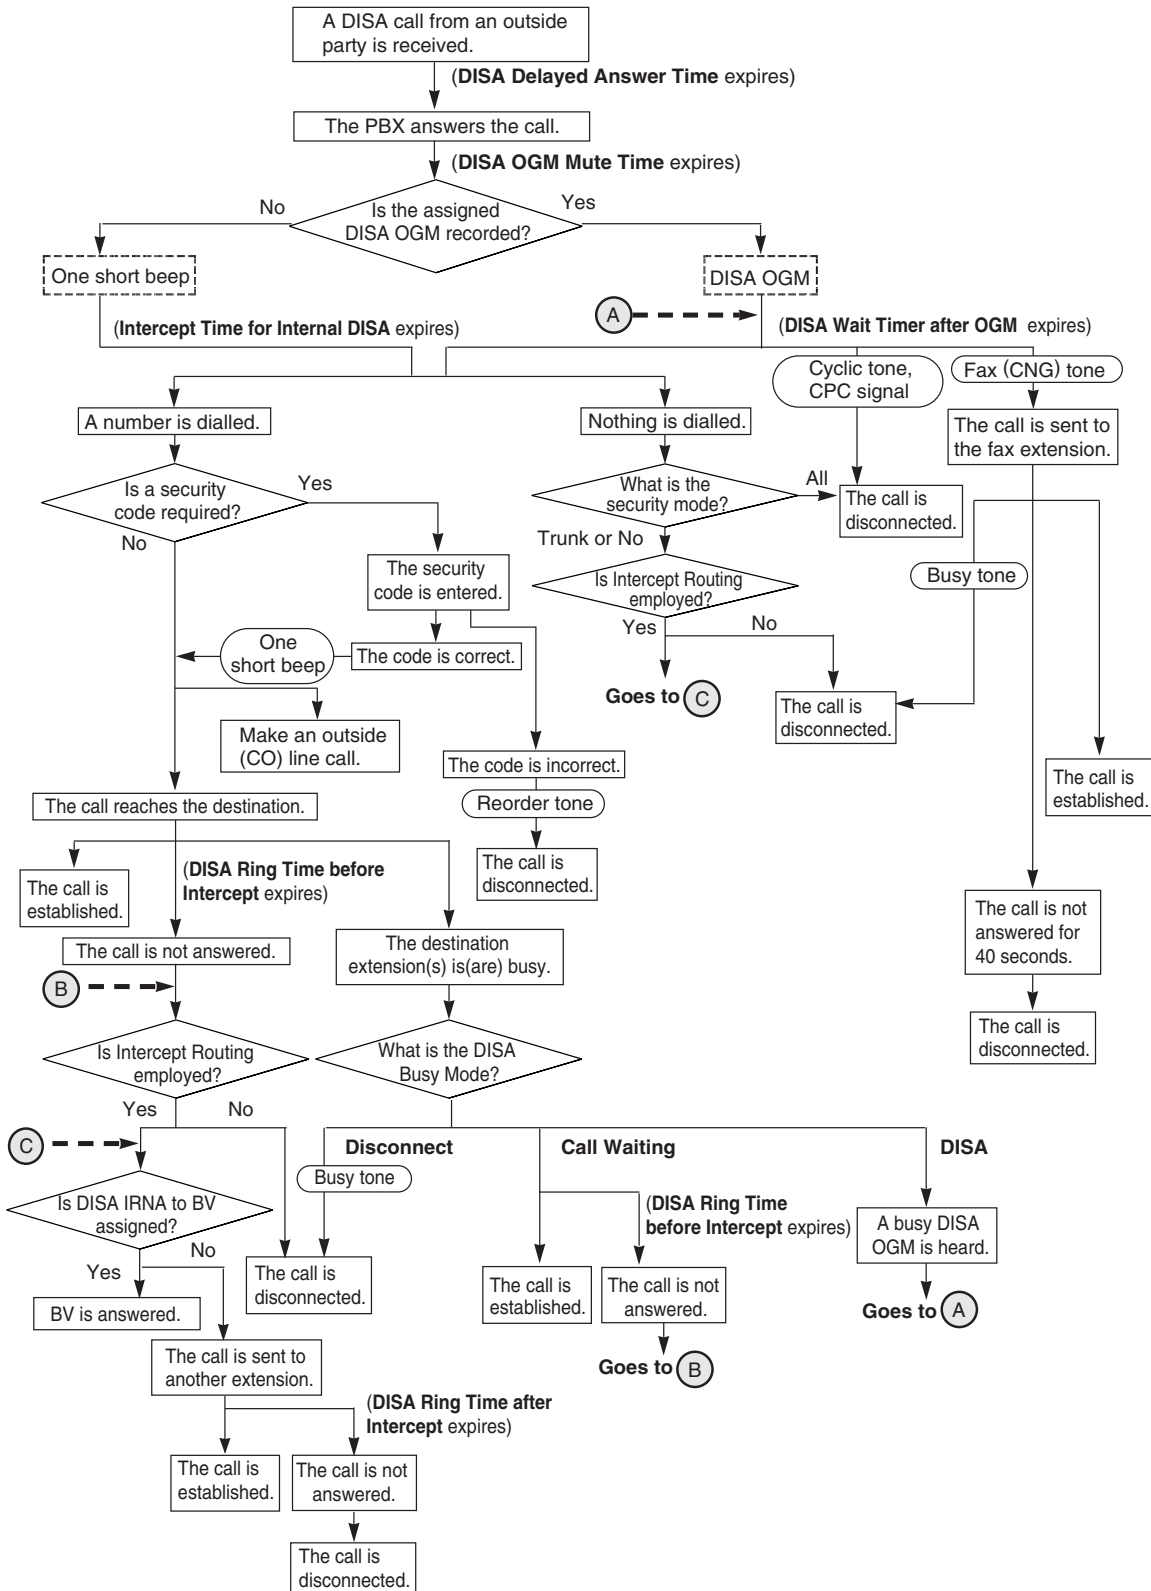 A DISA call from an outside
party is received.
(DISA Delayed Answer Time expires)
The PBX answers the call.
(DISA OGM Mute Time expires)
No
Is the assigned
DISA OGM recorded?
Yes
One short beep
DISA OGM
A
(Intercept Time for Internal DISA expires)
(DISA Wait Timer after OGM expires)
Cyclic tone,
CPC signal
Fax (CNG) tone
A number is dialled.
Nothing is dialled.
The call is sent to
the fax extension.
Is a security
code required?
Yes
No
What is the
security mode?
All
The call is
disconnected.
Trunk or No
The security
code is entered.
Is Intercept Routing
employed?
Busy tone
Yes
No
One
short beep
The code is correct.
Goes to C
The call is
disconnected.
Make an outside
(CO) line call.
The code is incorrect.
The call is
established.
Reorder tone
The call reaches the destination.
The call is
disconnected.
(DISA Ring Time before
Intercept expires)
The call is
established.
The call is not
answered for
40 seconds.
The call is not answered.
The destination
extension(s) is(are) busy.
B
The call is
disconnected.
Is Intercept Routing
employed?
What is the DISA
Busy Mode?
Yes
No
C
Disconnect
Call Waiting
DISA
Busy tone
Is DISA IRNA to BV
assigned?
(DISA Ring Time
before Intercept expires)
A busy DISA
OGM is heard.
No
Yes
The call is
disconnected.
The call is
established.
The call is not
answered.
Goes to A
BV is answered.
The call is sent to
another extension.
Goes to B
(DISA Ring Time after
Intercept expires)
The call is
established.
The call is not
answered.
The call is
disconnected.